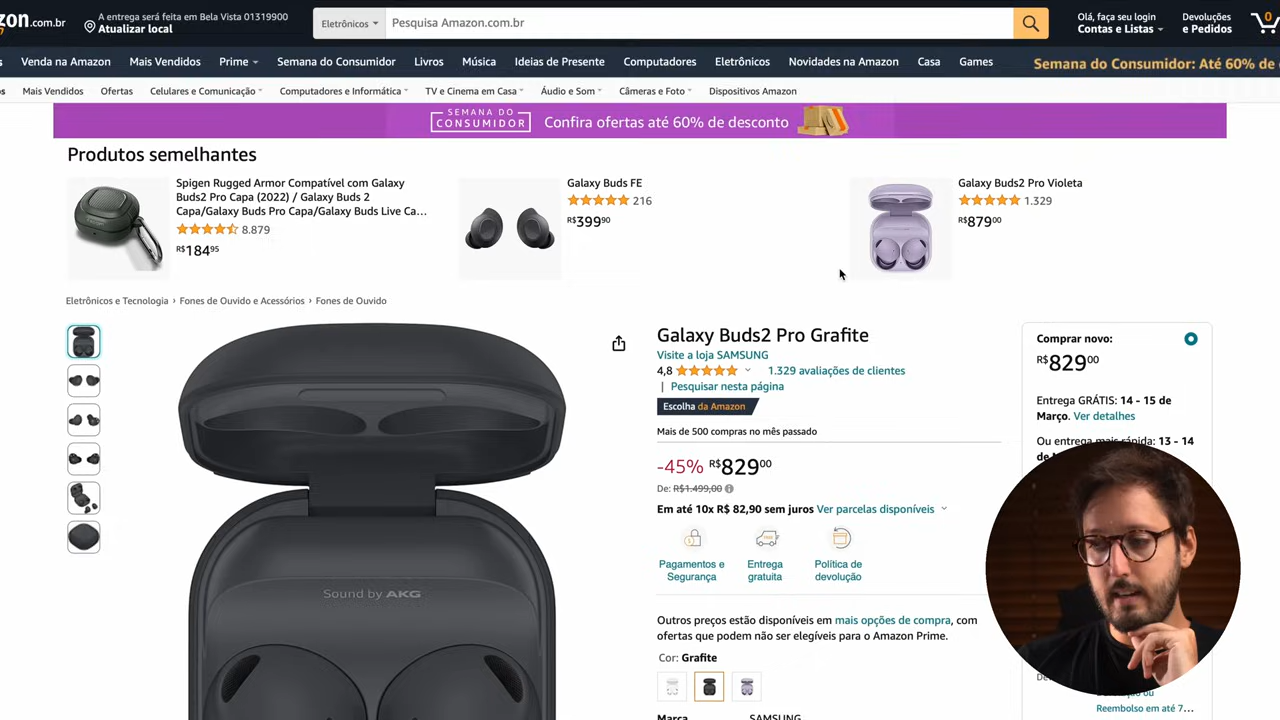 zon.com.br
A entrega será feita em Bela Vista 01319900
Atualizar local
Eletrônicos
Pesquisa Amazon.com.br
Olá, faça seu login
Contas e Listas
Devoluções
e Pedidos
0
s
Venda na Amazon
Mais Vendidos
Prime
Semana do Consumidor
Livros
Música
Ideias de Presente
Computadores
Eletrônicos
Novidades na Amazon
Casa
Games
Semana do Consumidor: Até 60% de
os
Mais Vendidos
Ofertas
Celulares e Comunicação
Computadores e Informática
TV e Cinema em Casa
Áudio e Som
Câmeras e Foto
Dispositivos Amazon
SEMANA DO
CONSUMIDOR
Confira ofertas até 60% de desconto
Produtos semelhantes
Spigen Rugged Armor Compatível com Galaxy
Buds2 Pro Capa (2022) / Galaxy Buds 2
Capa/Galaxy Buds Pro Capa/Galaxy Buds Live Ca...
8.879
R$18495
Galaxy Buds FE
216
R$39990
Galaxy Buds2 Pro Violeta
1.329
R$87900
Eletrônicos e Tecnologia › Fones de Ouvido e Acessórios › Fones de Ouvido
Sound by AKG
Galaxy Buds2 Pro Grafite
Visite a loja SAMSUNG
4,8
1.329 avaliações de clientes
| Pesquisar nesta página
Escolha da Amazon
Mais de 500 compras no mês passado
-45% R$82900
De: R$1.499,00
Em até 10x R$ 82,90 sem juros Ver parcelas disponíveis
Pagamentos e
Segurança
Entrega
gratuita
Política de
devolução
Outros preços estão disponíveis em mais opções de compra, com
ofertas que podem não ser elegíveis para o Amazon Prime.
Cor: Grafite
Marca
SAMSUNG
Comprar novo:
R$82900
Entrega GRÁTIS: 14 - 15 de
Março. Ver detalhes
Ou entrega mais rápida: 13 - 14
de
De
Reembolso em até 7...